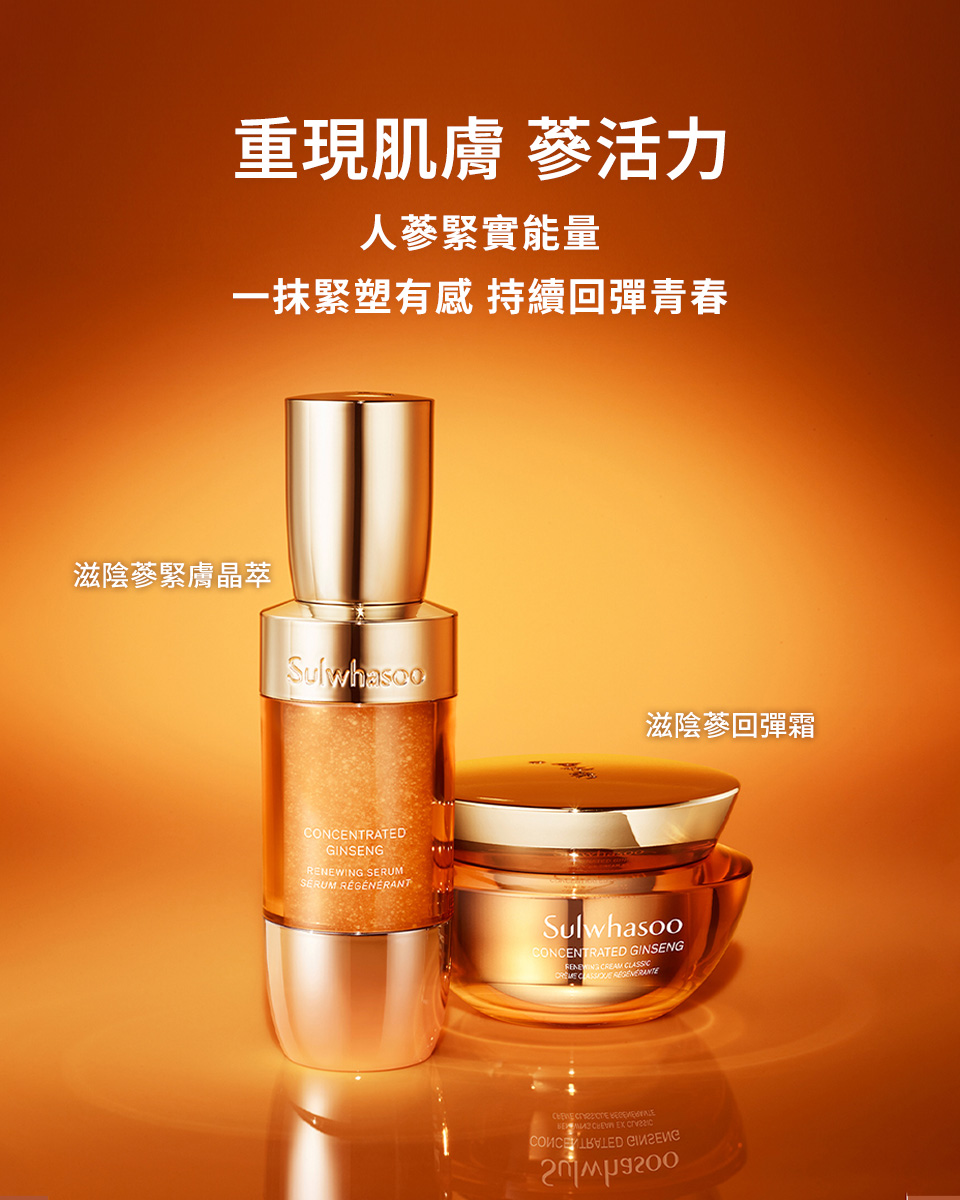 重現肌膚 蔘活力
人蔘緊實能量
一抹緊塑有感 持續回彈青春
滋陰蔘緊膚晶萃
Sulwhasoo
CONCENTRATED
GINSENG
RENEWING SERUM
SÉRUM RÉGÉNÉRANT
滋陰蔘回彈霜
Sulwhasoo
CONCENTRATED GINSENG
RENEWING CREAM CLASSIC
CRÈME CLASSIQUE RÉGÉNÉRANTE